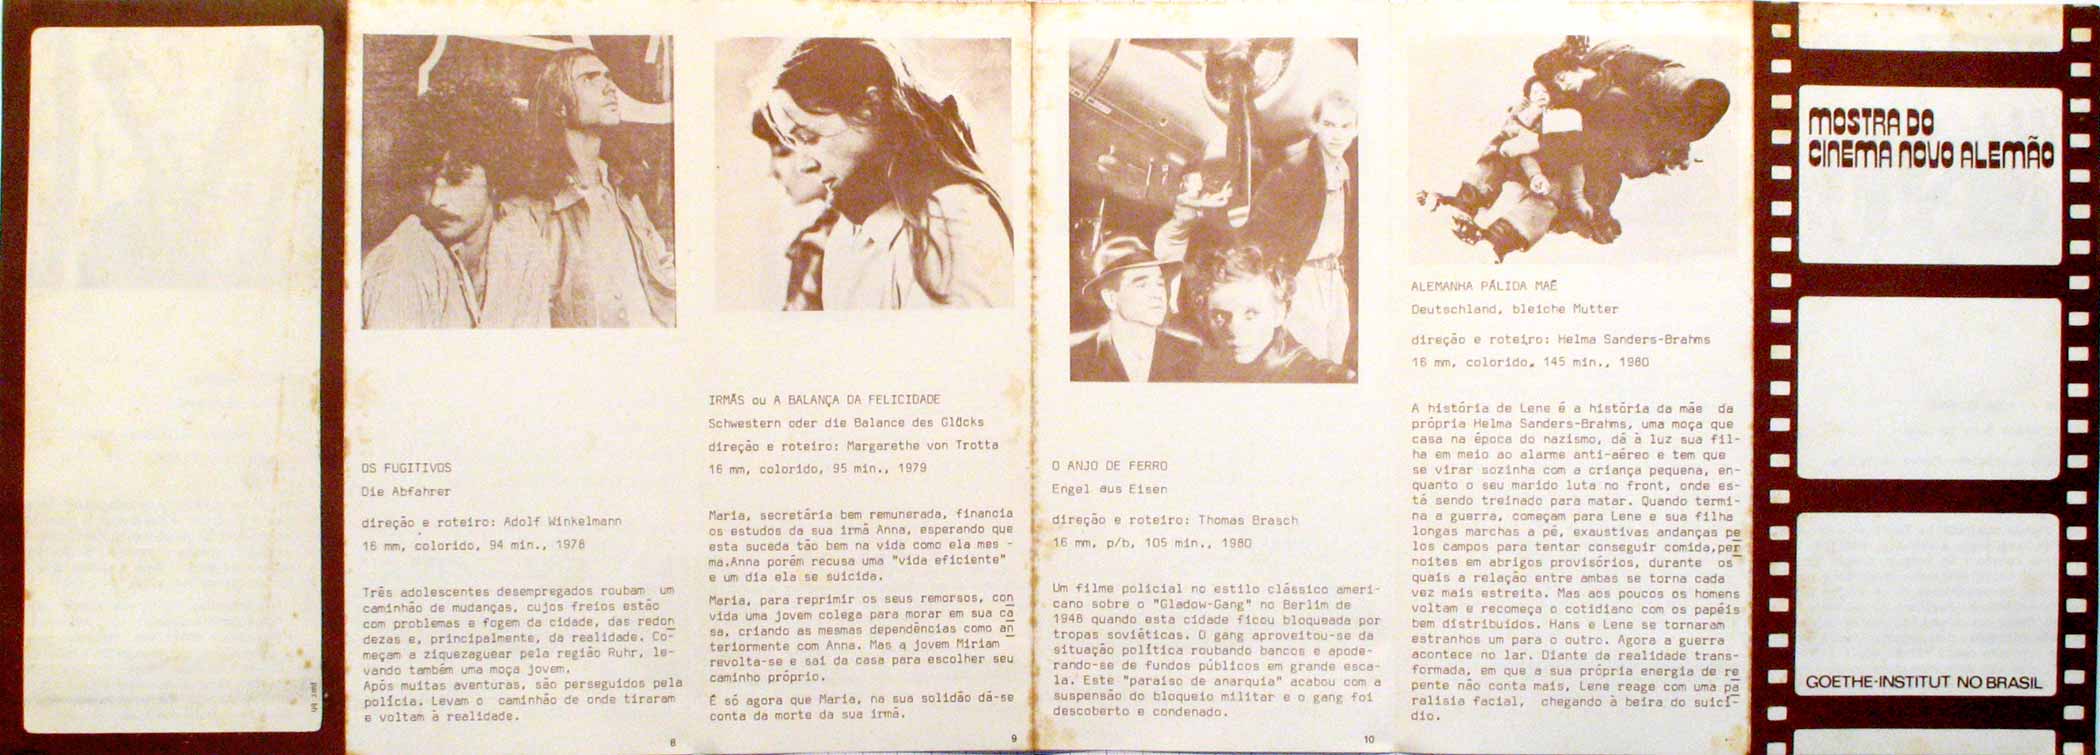 OS FUGITIVOS
Die Abfahrer
direção e roteiro: Adolf Winkelmann
16 mm, colorido, 94 min., 1978
Três adolescentes desempregados roubam um
caminhão de mudanças, cujos freios estão
com problemas e fogem da cidade, das redon
dezas e, principalmente, da realidade. Co-
meçam a ziquezaguear pela região Ruhr, le-
vando também uma moça jovem.
Após muitas aventuras, são perseguidos pela
polícia. Levam o caminhão de onde tiraram
e voltam à realidade.
8
IRMÃS ou A BALANÇA DA FELICIDADE
Schwestern oder die Balance des Glücks
direção e roteiro: Margarethe von Trotta
16 mm, colorido, 95 min., 1979
Maria, secretária bem remunerada, financia
os estudos da sua irmã Anna, esperando que
esta suceda tão bem na vida como ela mes -
ma.Anna porém recusa uma "vida eficiente"
e um dia ela se suicida.
Maria, para reprimir os seus remorsos, con
vida uma jovem colega para morar em sua ca
sa, criando as mesmas dependências como an
teriormente com Anna. Mas a jovem Miriam
revolta-se e sai da casa para escolher seu
caminho próprio.
É só agora que Maria, na sua solidão dá-se
conta da morte da sua irmã.
9
O ANJO DE FERRO
Engel aus Eisen
direção e roteiro: Thomas Brasch
16 mm, p/b, 105 min., 1980
Um filme policial no estilo clássico ameri-
cano sobre o "Gladow-Gang" no Berlim de
1948 quando esta cidade ficou bloqueada por
tropas soviéticas. O gang aproveitou-se da
situação política roubando bancos e apode-
rando-se de fundos públicos em grande esca-
la. Este "paraíso de anarquia" acabou com a
suspensão do bloqueio militar e o gang foi
descoberto e condenado.
10
ALEMANHA PÁLIDA MAÊ
Deutschland, bleiche Mutter
direção e roteiro: Helma Sanders-Brahms
16 mm, colorido, 145 min., 1980
A história de Lene é a história da mãe da
própria Helma Sanders-Brahms, uma moça que
casa na época do nazismo, dá à luz sua fil-
ha em meio ao alarme anti-aéreo e tem que
se virar sozinha com a criança pequena, en-
quanto o seu marido luta no front, onde es-
tá sendo treinado para matar. Quando termi-
na a guerra, começam para Lene e sua filha
longas marchas a pé, exaustivas andanças pe
los campos para tentar conseguir comida,per
noites em abrigos provisórios, durante os
quais a relação entre ambas se torna cada
vez mais estreita. Mas aos poucos os homens
voltam e recomeça o cotidiano com os papéis
bem distribuídos. Hans e Lene se tornaram
estranhos um para o outro. Agora a guerra
acontece no lar. Diante da realidade trans-
formada, em que a sua própria energia de re
pente não conta mais, Lene reage com uma pa
ralisia facial, chegando à beira do suicí-
dio.
MOSTRA DO
CINEMA NOVO ALEMÃO
GOETHE-INSTITUT NO BRASIL